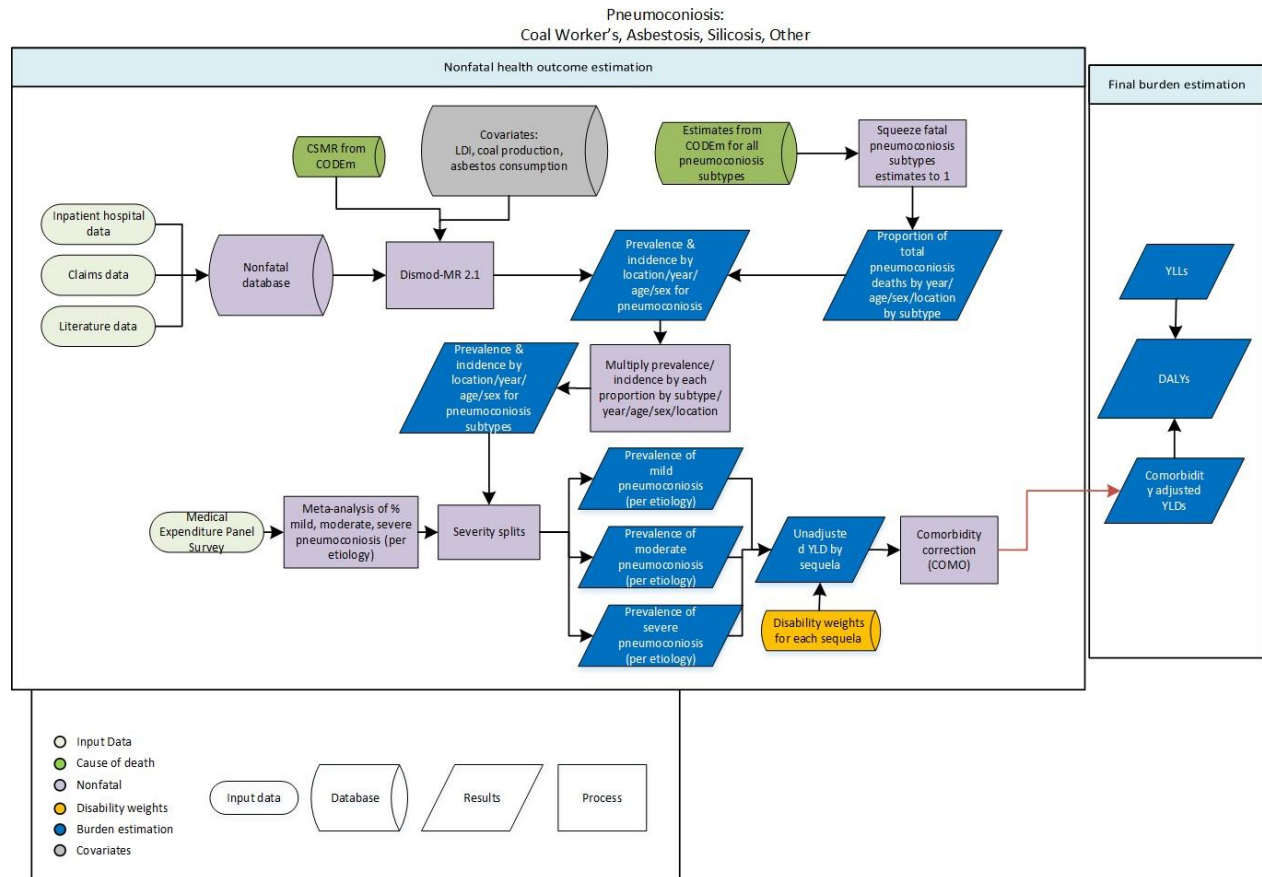 Pneumoconiosis:
Coal Worker's, Asbestosis, Silicosis, Other
Nonfatal health outcome estimation
Final burden estimation
CSMR from
CODEm
Covariates:
LDI, coal production,
asbestos consumption
Estimates from
CODEm for all
pneumoconiosis
subtypes
Squeeze fatal
pneumoconiosis
subtypes
estimates to 1
Inpatient hospital
data
Claims data
Literature data
Nonfatal
database
Dismod-MR 2.1
Prevalence &
incidence by
location/year/
age/sex for
pneumoconiosis
Proportion of
total
pneumoconiosis
deaths by year/
age/sex/location
by subtype
YLLs
Prevalence &
incidence by
location/year/
age/sex for
pneumoconiosis
subtypes
Multiply prevalence/
incidence by each
proportion by subtype/
year/age/sex/location
DALYs
Medical
Expenditure Panel
Survey
Meta-analysis of %
mild, moderate, severe
pneumoconiosis (per
etiology)
Severity splits
Prevalence of
mild
pneumoconiosis
(per etiology)
Prevalence of
moderate
pneumoconiosis
(per etiology)
Prevalence of
severe
pneumoconiosis
(per etiology)
Unadjuste
d YLD by
sequela
Disability weights
for each sequela
Comorbidity
correction
(COMO)
Comorbidit
y adjusted
YLDs
Input Data
Cause of death
Nonfatal
Disability weights
Burden estimation
Covariates
Input data
Database
Results
Process